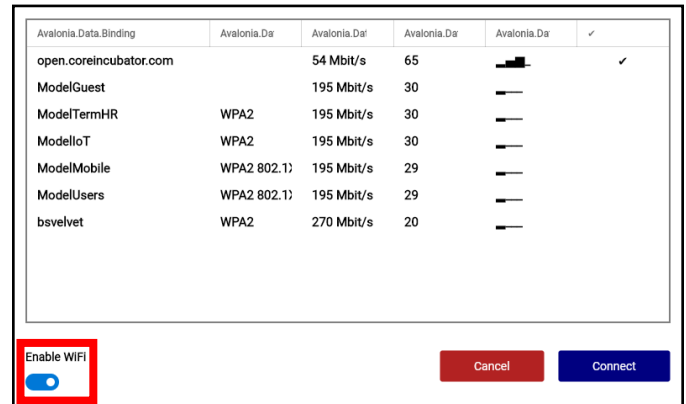 Avalonia.Data.Binding Avalonia.Da Avalonia.Dat Avalonia.Da Avalonia.Da ✓
open.coreincubator.com 54 Mbit/s 65 ✓
ModelGuest 195 Mbit/s 30
ModelTermHR WPA2 195 Mbit/s 30
ModelIoT WPA2 195 Mbit/s 30
ModelMobile WPA2 802.1X 195 Mbit/s 29
ModelUsers WPA2 802.1X 195 Mbit/s 29
bsvelvet WPA2 270 Mbit/s 20
Enable WiFi
Cancel Connect